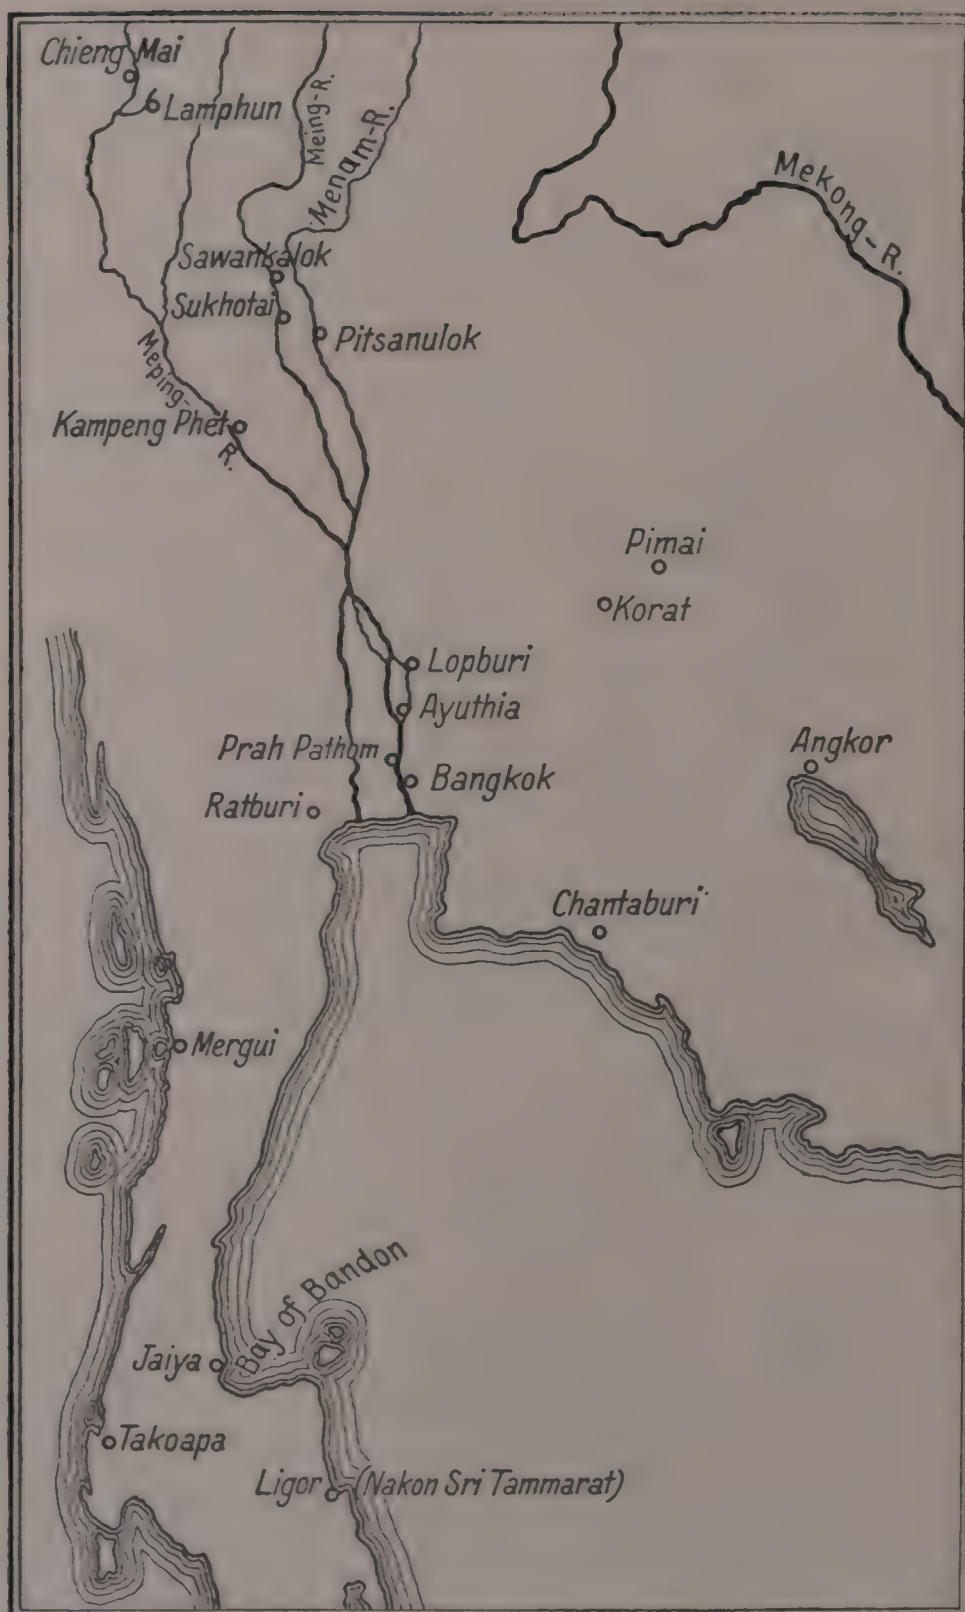 Chieng Mai
Lamphun
Meing-R.
Menam-R.
Mekong-R.
Sawankalok
Sukhotai
Pitsanulok
Meping-R.
Kampeng Phet
Pimai
Korat
Lopburi
Ayuthia
Prah Pathom
Angkor
Bangkok
Ratburi
Chantaburi
Mergui
Bay of Bandon
Jaiya
Takoapa
Ligor (Nakon Sri Tammarat)